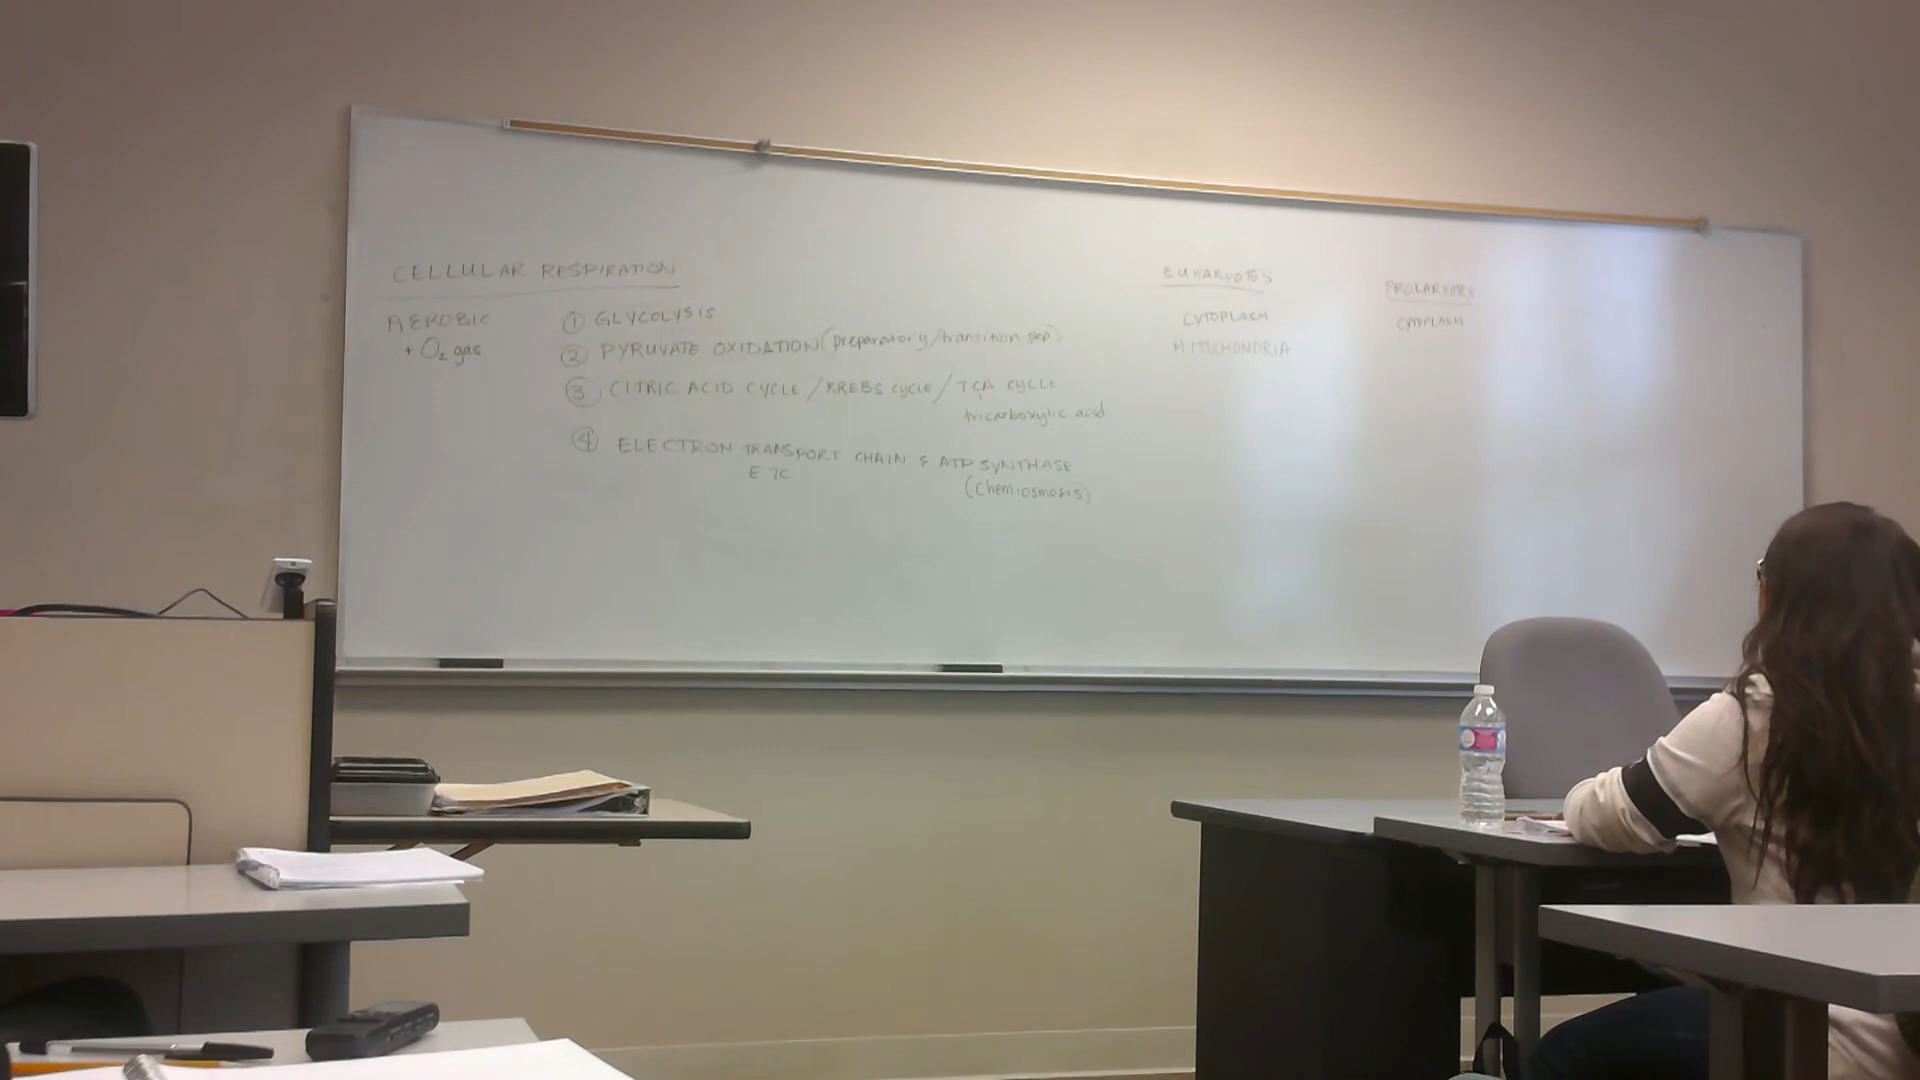 CELLULAR RESPIRATION
AEROBIC
+ O₂ gas
① GLYCOLYSIS
② PYRUVATE OXIDATION (preparatory/transition step)
③ CITRIC ACID CYCLE / KREBS CYCLE / TCA CYCLE
tricarboxylic acid
④ ELECTRON TRANSPORT CHAIN & ATP SYNTHASE
ETC
(Chemiosmosis)
EUKARYOTES
CYTOPLASM
MITOCHONDRIA
PROKARYOTES
CYTOPLASM